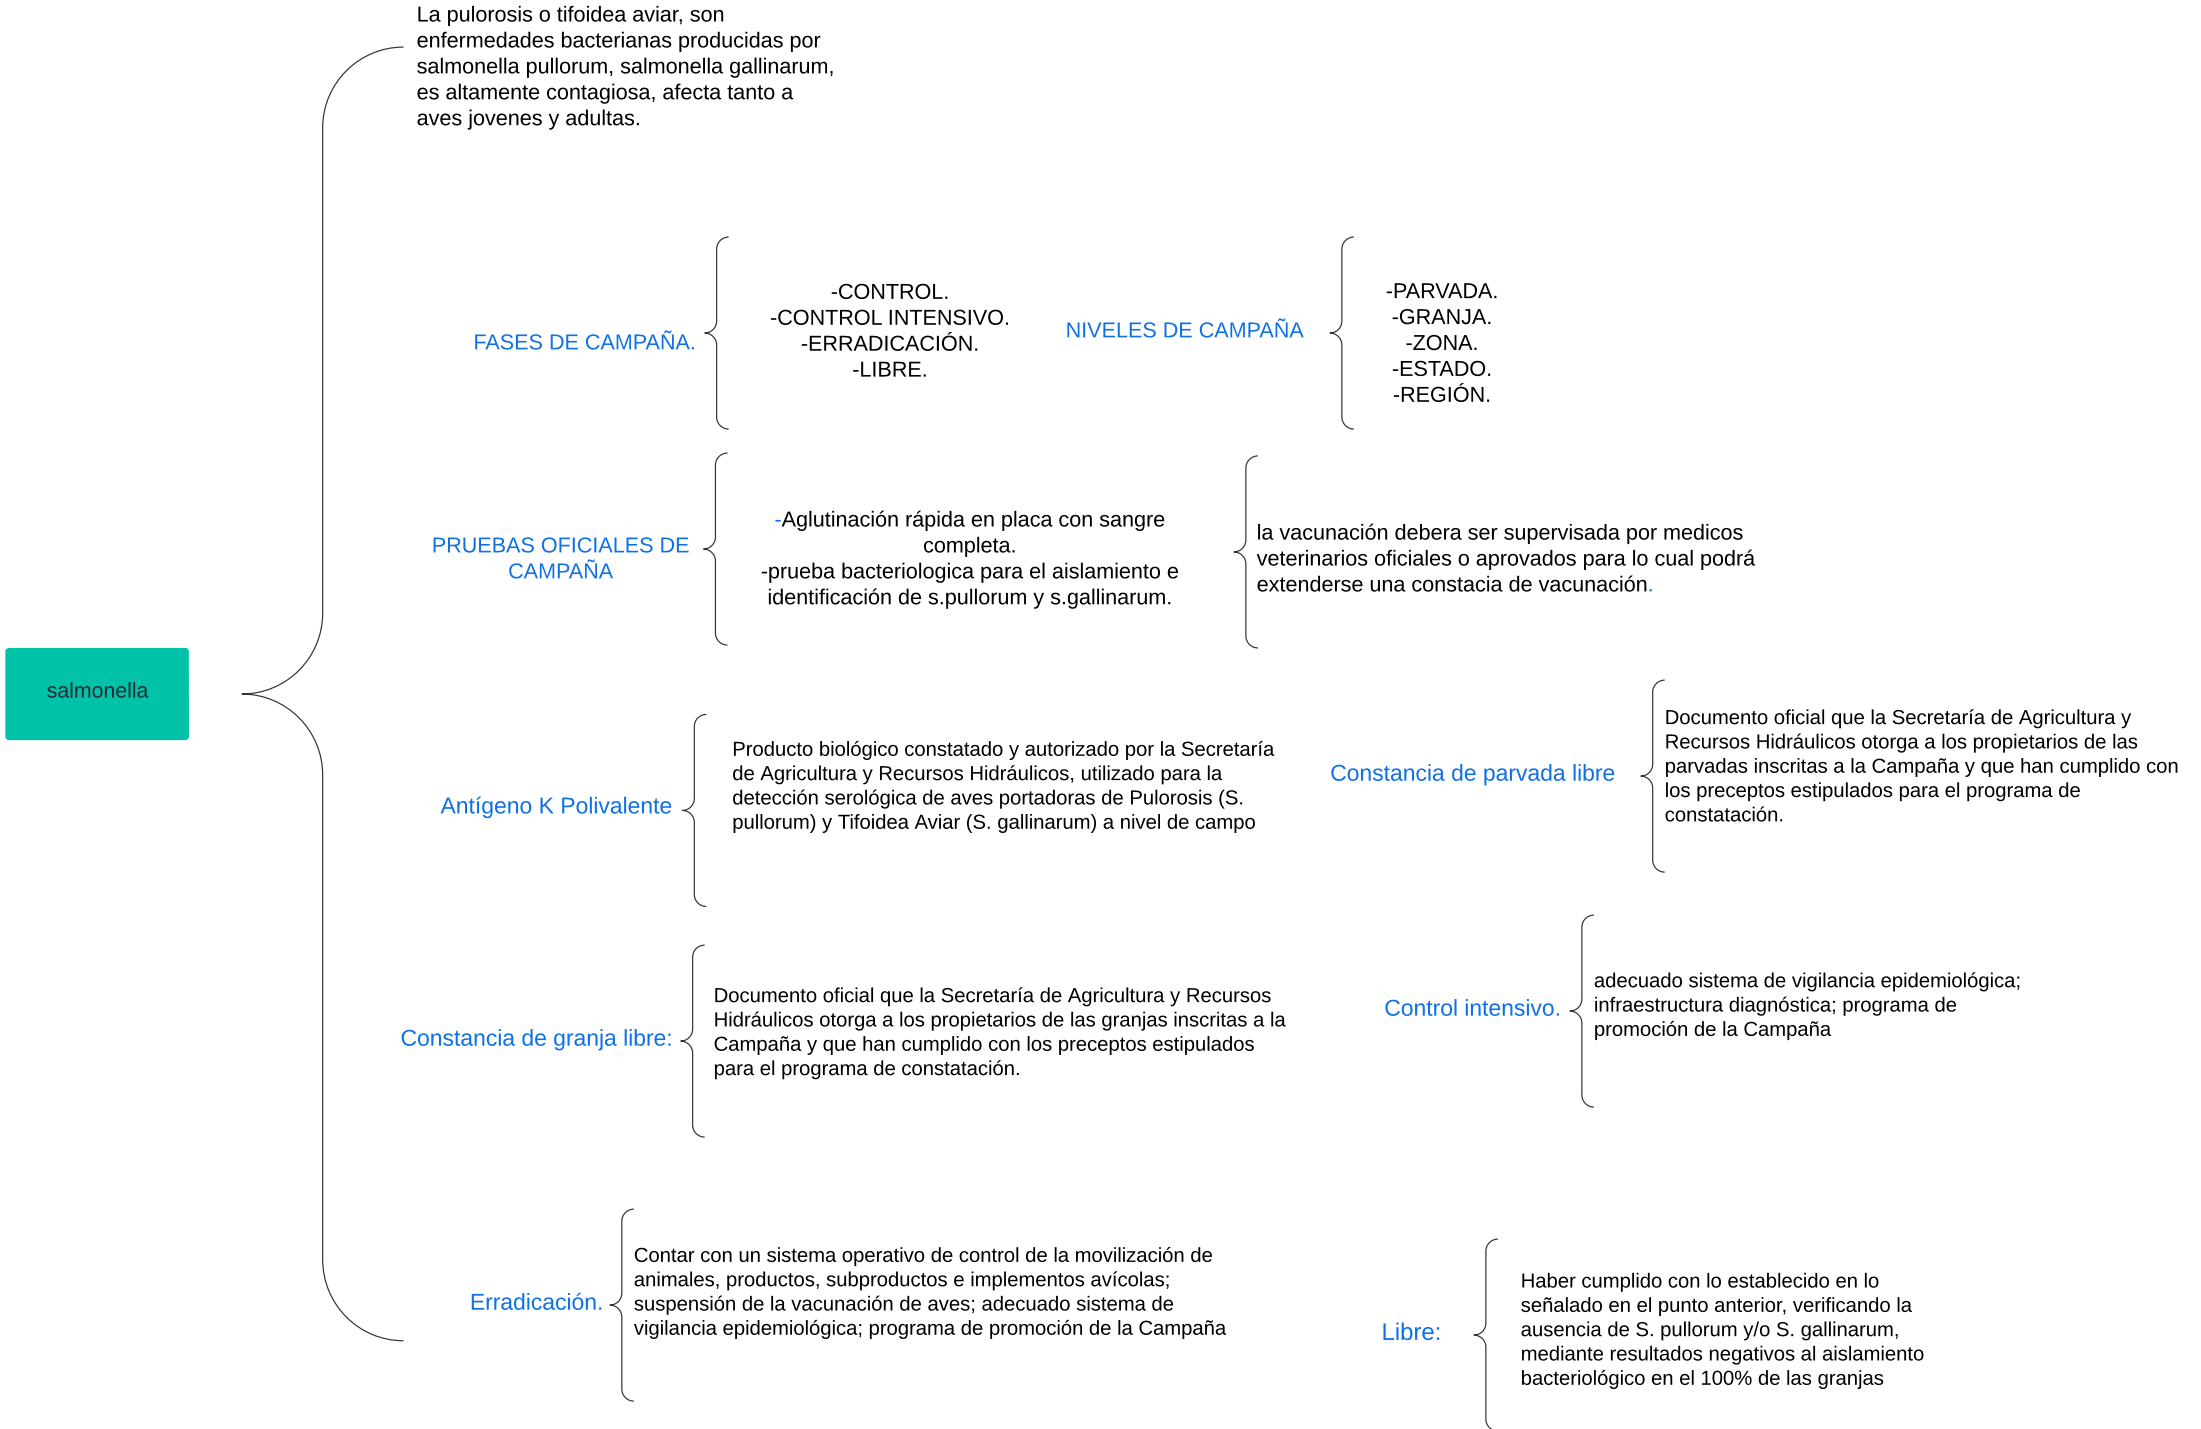 La pulorosis o tifoidea aviar, son
enfermedades bacterianas producidas por
salmonella pullorum, salmonella gallinarum,
es altamente contagiosa, afecta tanto a
aves jovenes y adultas.
FASES DE CAMPAÑA.
-CONTROL.
-CONTROL INTENSIVO.
-ERRADICACIÓN.
-LIBRE.
NIVELES DE CAMPAÑA
-PARVADA.
-GRANJA.
-ZONA.
-ESTADO.
-REGIÓN.
PRUEBAS OFICIALES DE
CAMPAÑA
-Aglutinación rápida en placa con sangre
completa.
-prueba bacteriologica para el aislamiento e
identificación de s.pullorum y s.gallinarum.
la vacunación debera ser supervisada por medicos
veterinarios oficiales o aprovados para lo cual podrá
extenderse una constacia de vacunación.
salmonella
Antígeno K Polivalente
Producto biológico constatado y autorizado por la Secretaría
de Agricultura y Recursos Hidráulicos, utilizado para la
detección serológica de aves portadoras de Pulorosis (S.
pullorum) y Tifoidea Aviar (S. gallinarum) a nivel de campo
Constancia de parvada libre
Documento oficial que la Secretaría de Agricultura y
Recursos Hidráulicos otorga a los propietarios de las
parvadas inscritas a la Campaña y que han cumplido con
los preceptos estipulados para el programa de
constatación.
Constancia de granja libre:
Documento oficial que la Secretaría de Agricultura y Recursos
Hidráulicos otorga a los propietarios de las granjas inscritas a la
Campaña y que han cumplido con los preceptos estipulados
para el programa de constatación.
Control intensivo.
adecuado sistema de vigilancia epidemiológica;
infraestructura diagnóstica; programa de
promoción de la Campaña
Erradicación.
Contar con un sistema operativo de control de la movilización de
animales, productos, subproductos e implementos avícolas;
suspensión de la vacunación de aves; adecuado sistema de
vigilancia epidemiológica; programa de promoción de la Campaña
Libre:
Haber cumplido con lo establecido en lo
señalado en el punto anterior, verificando la
ausencia de S. pullorum y/o S. gallinarum,
mediante resultados negativos al aislamiento
bacteriológico en el 100% de las granjas